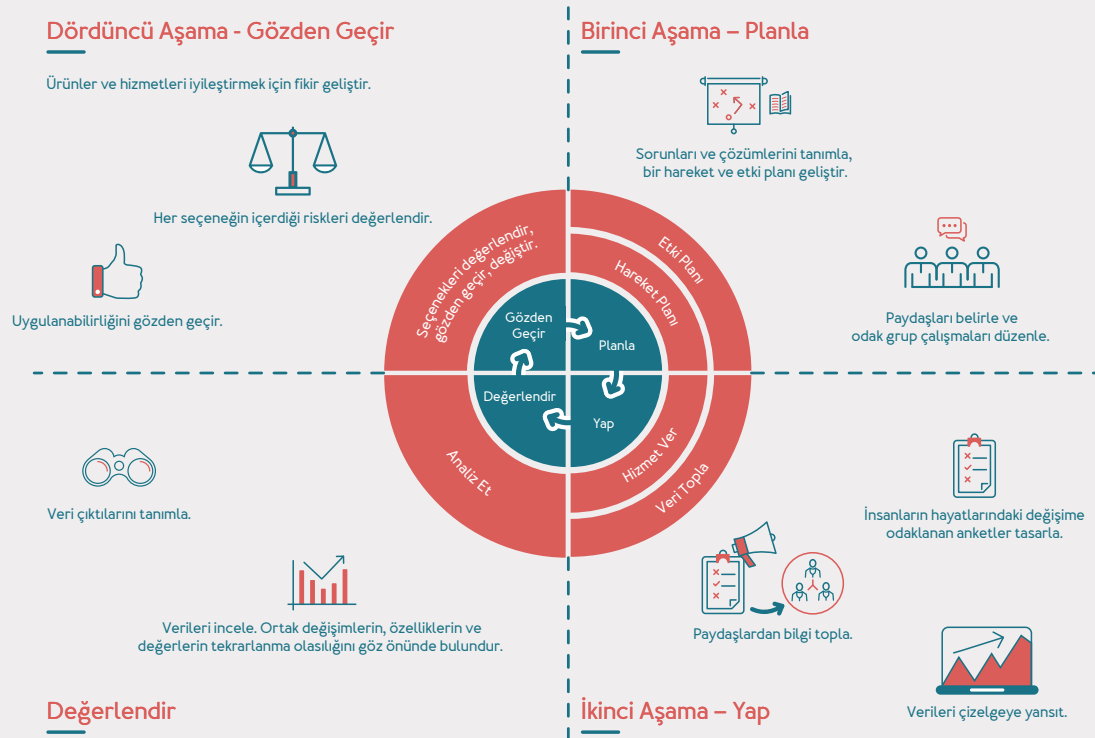 Dördüncü Aşama - Gözden Geçir
Ürünler ve hizmetleri iyileştirmek için fikir geliştir.
Her seçeneğin içerdiği riskleri değerlendir.
Uygulanabilirliğini gözden geçir.
Birinci Aşama – Planla
Sorunları ve çözümlerini tanımla,
bir hareket ve etki planı geliştir.
Paydaşları belirle ve
odak grup çalışmaları düzenle.
Seçenekleri değerlendir,
gözden geçir, değiştir.
Etki Planı
Hareket Planı
Gözden
Geçir
Planla
Değerlendir
Yap
Analiz Et
Hizmet Ver
Veri Topla
Veri çıktılarını tanımla.
Verileri incele. Ortak değişimlerin, özelliklerin ve
değerlerin tekrarlanma olasılığını göz önünde bulundur.
Değerlendir
İnsanların hayatlarındaki değişime
odaklanan anketler tasarla.
Paydaşlardan bilgi topla.
Verileri çizelgeye yansıt.
İkinci Aşama – Yap